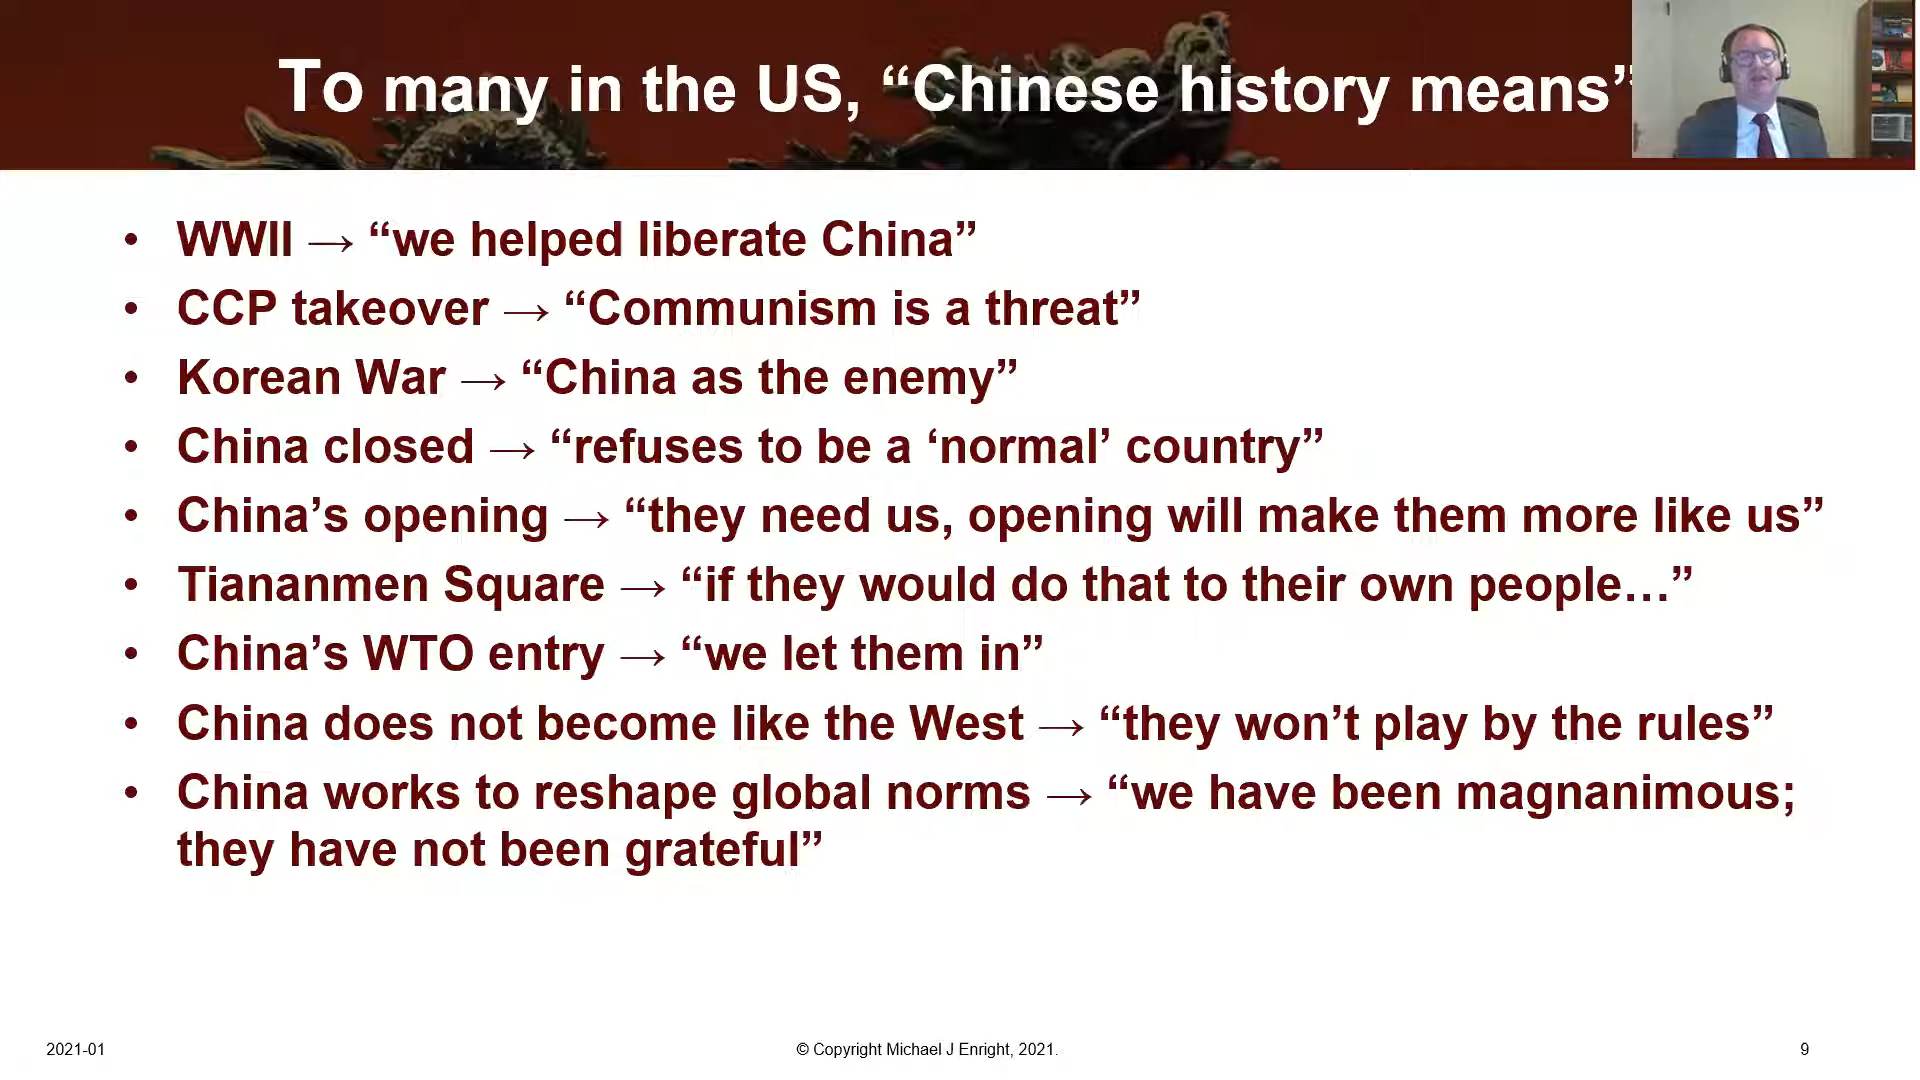 To many in the US, “Chinese history means”
• WWII → “we helped liberate China”
• CCP takeover → “Communism is a threat”
• Korean War → “China as the enemy”
• China closed → “refuses to be a ‘normal’ country”
• China’s opening → “they need us, opening will make them more like us”
• Tiananmen Square → “if they would do that to their own people…”
• China’s WTO entry → “we let them in”
• China does not become like the West → “they won’t play by the rules”
• China works to reshape global norms → “we have been magnanimous;
they have not been grateful”
2021-01
© Copyright Michael J Enright, 2021.
9